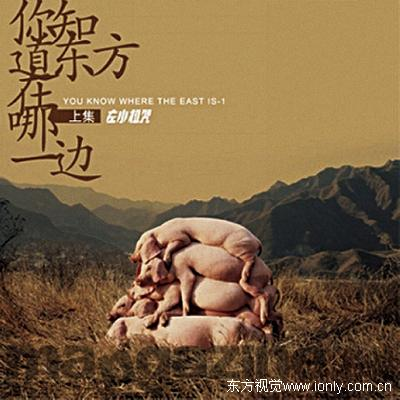 你知
道东方
在
哪
一边
YOU KNOW WHERE THE EAST IS-1
上集 左小祖咒
东方视觉www.ionly.com.cn